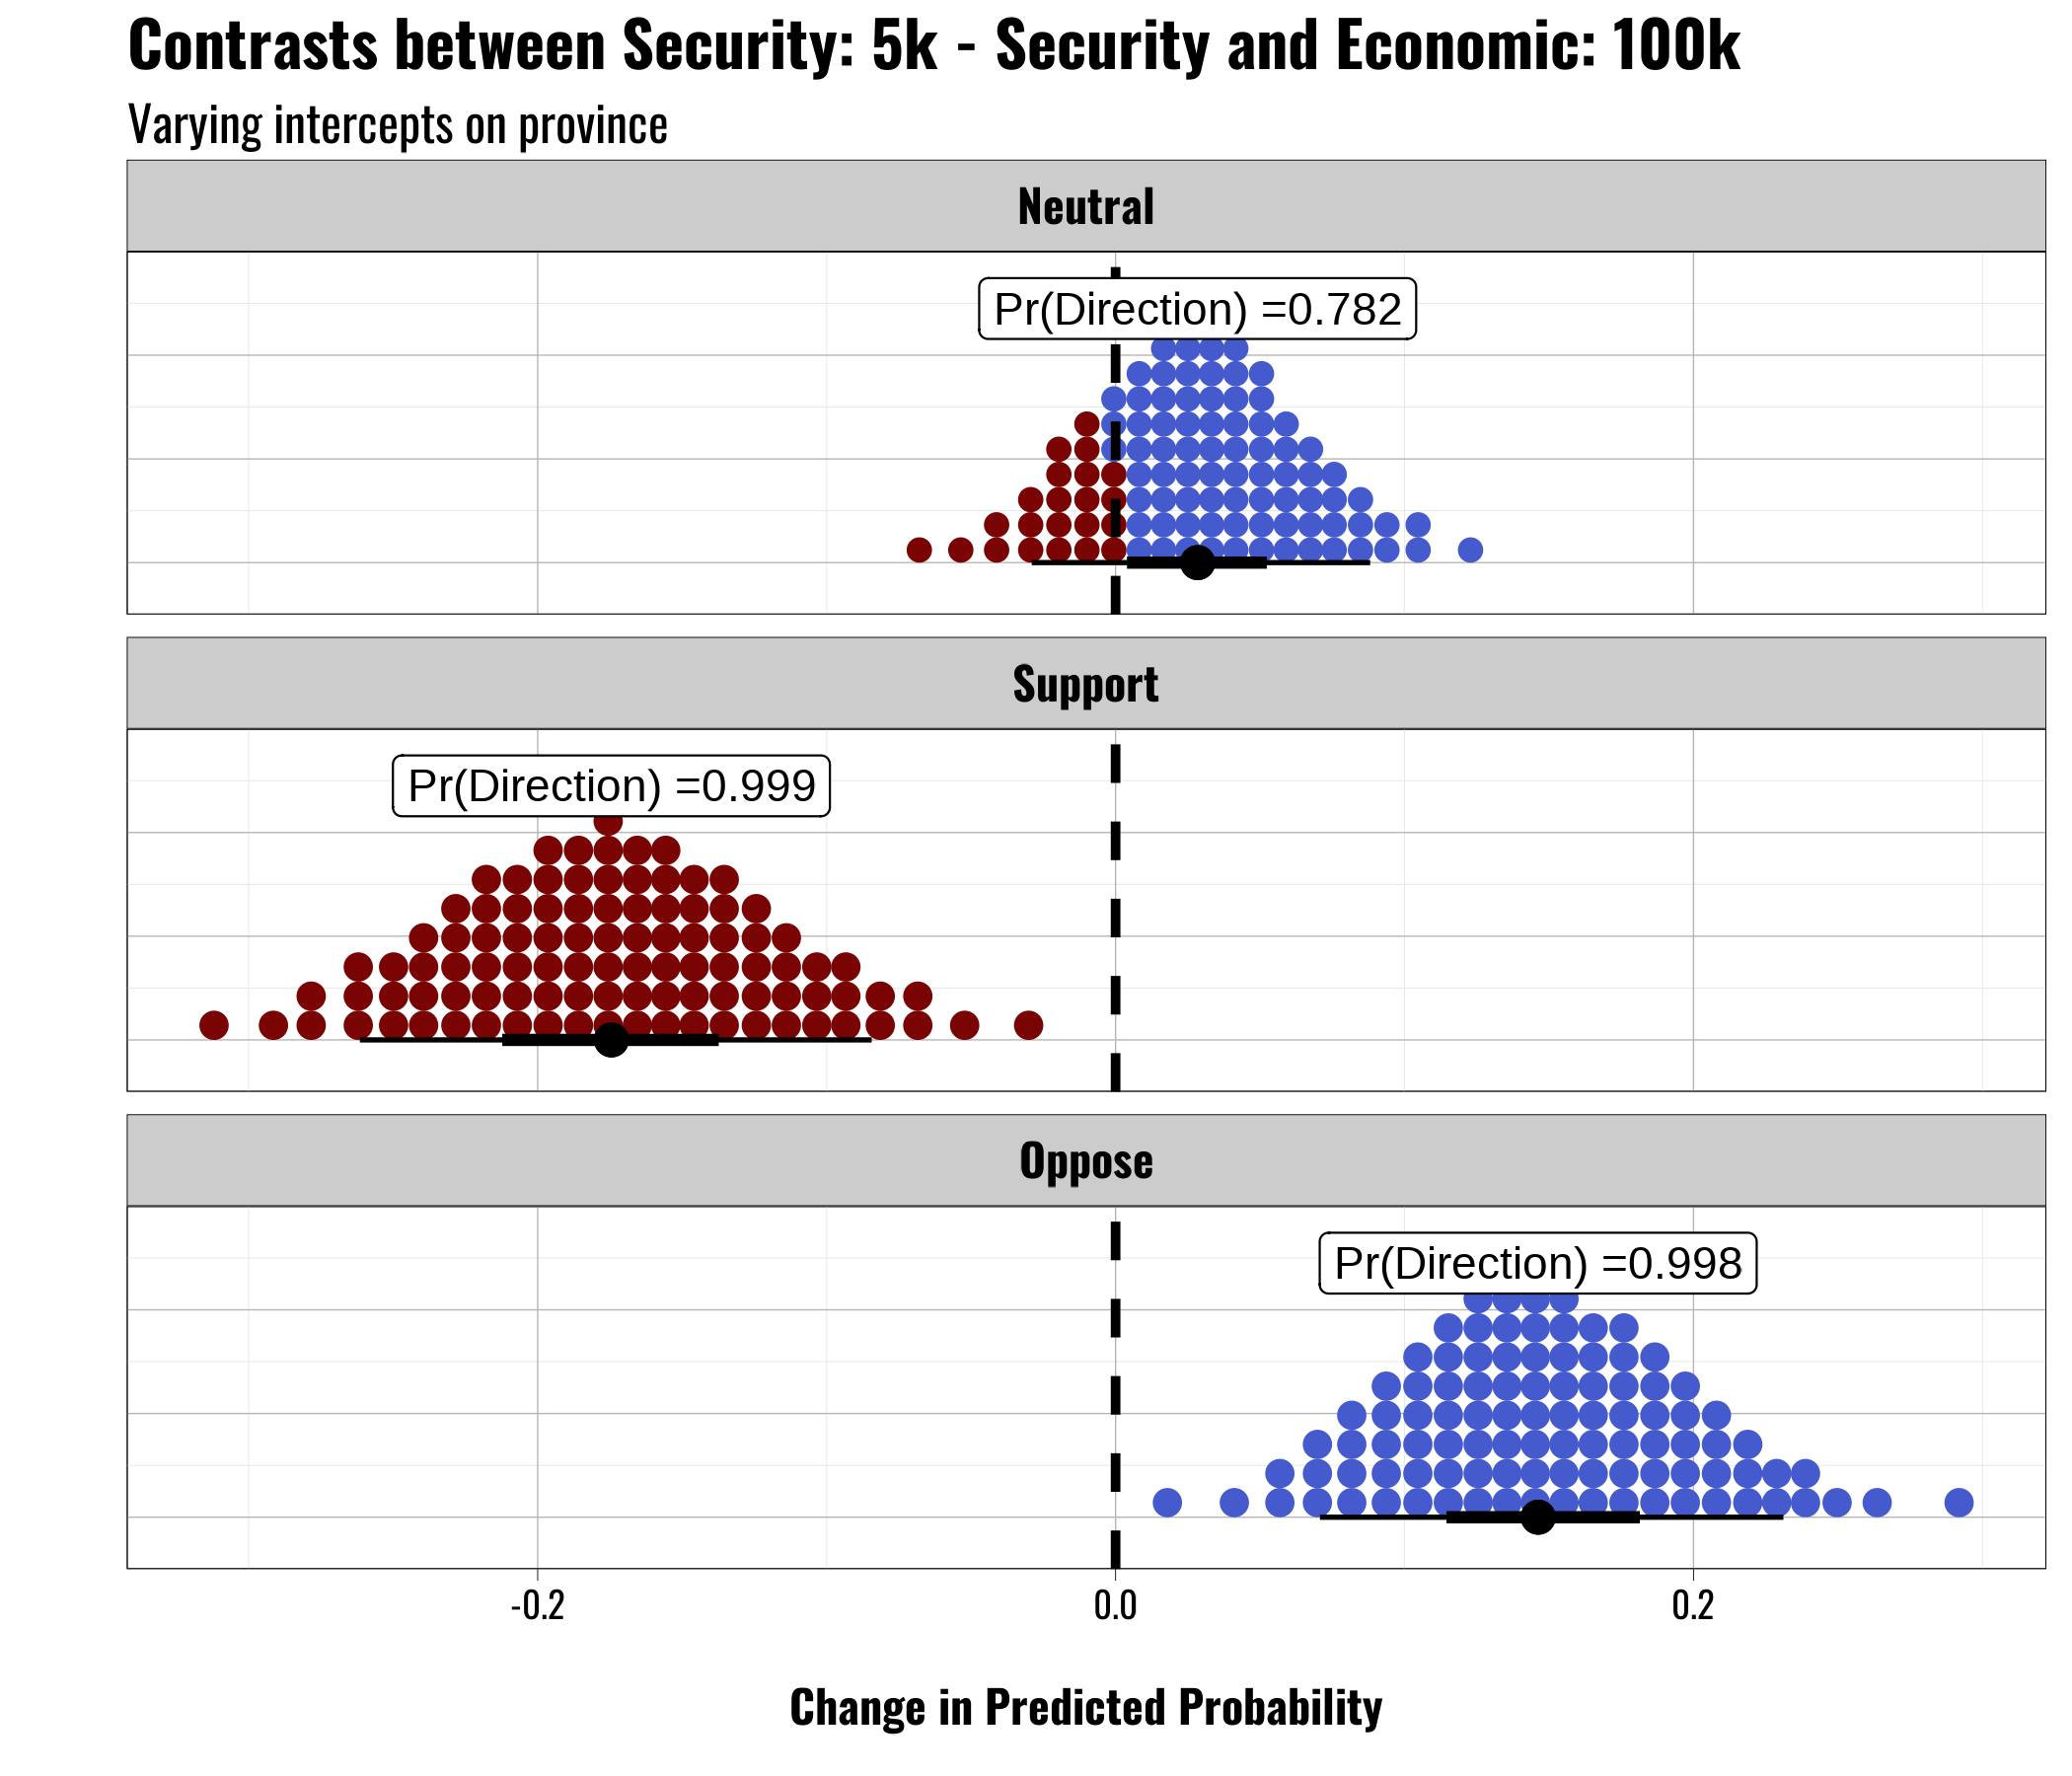 Contrasts between Security: 5k - Security and Economic: 100k
Varying intercepts on province
Neutral
Pr(Direction) =0.782
Support
Pr(Direction) =0.999
Oppose
Pr(Direction) =0.998
-0.2
0.0
0.2
Change in Predicted Probability